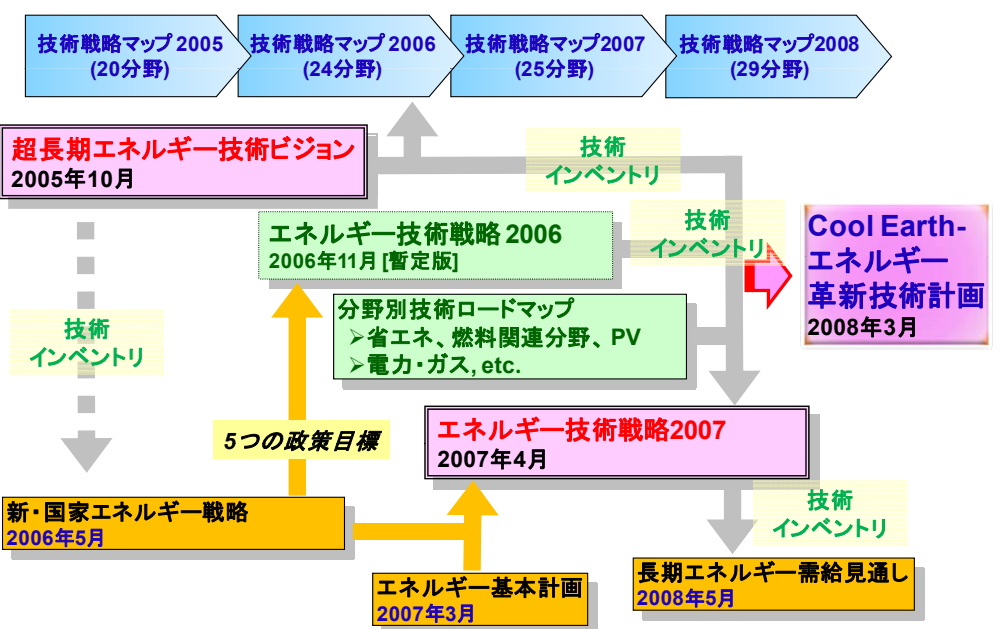 技術戦略マップ 2005
(20分野)
技術戦略マップ 2006
(24分野)
技術戦略マップ2007
(25分野)
技術戦略マップ2008
(29分野)
超長期エネルギー技術ビジョン
2005年10月
技術
インベントリ
エネルギー技術戦略 2006
2006年11月 [暫定版]
技術
インベントリ
Cool Earth-
エネルギー
革新技術計画
2008年3月
分野別技術ロードマップ
➢省エネ、燃料関連分野、PV
➢電力・ガス, etc.
技術
インベントリ
5つの政策目標
エネルギー技術戦略2007
2007年4月
新・国家エネルギー戦略
2006年5月
技術
インベントリ
エネルギー基本計画
2007年3月
長期エネルギー需給見通し
2008年5月